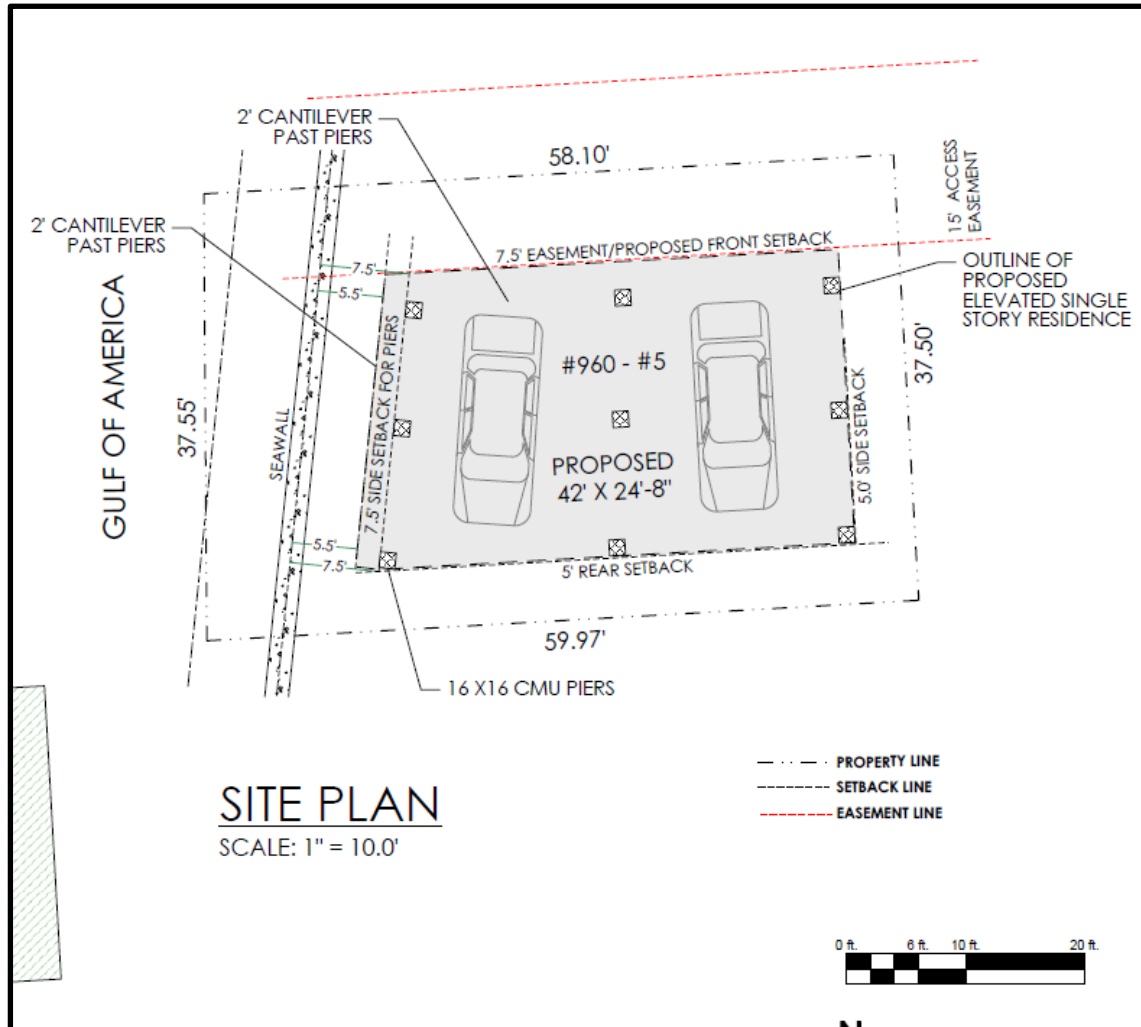 2' CANTILEVER
PAST PIERS
58.10'
15' ACCESS
EASEMENT
2' CANTILEVER
PAST PIERS
7.5' EASEMENT/PROPOSED FRONT SETBACK
7.5'
5.5'
OUTLINE OF
PROPOSED
ELEVATED SINGLE
STORY RESIDENCE
GULF OF AMERICA
37.55'
SEAWALL
7.5' SIDE SETBACK FOR PIERS
#960 - #5
PROPOSED
42' X 24'-8"
5.0' SIDE SETBACK
37.50'
5.5'
7.5'
5' REAR SETBACK
59.97'
16 X16 CMU PIERS
SITE PLAN
SCALE: 1" = 10.0'
PROPERTY LINE
SETBACK LINE
EASEMENT LINE
0 ft. 6 ft. 10 ft. 20 ft.